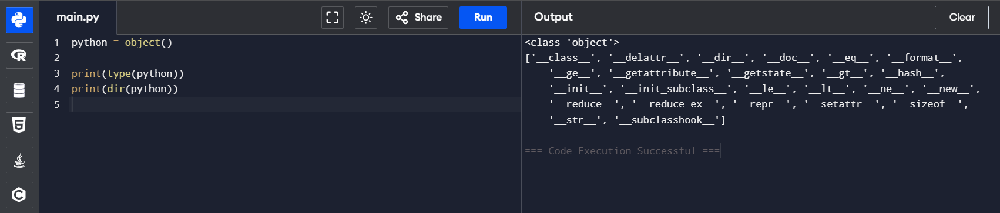 main.py
Share
Run
Output
Clear
1 python = object()
2
3 print(type(python))
4 print(dir(python))
5
<class 'object'>
['__class__', '__delattr__', '__dir__', '__doc__', '__eq__', '__format__',
'__ge__', '__getattribute__', '__getstate__', '__gt__', '__hash__',
'__init__', '__init_subclass__', '__le__', '__lt__', '__ne__', '__new__',
'__reduce__', '__reduce_ex__', '__repr__', '__setattr__', '__sizeof__',
'__str__', '__subclasshook__']
=== Code Execution Successful ===